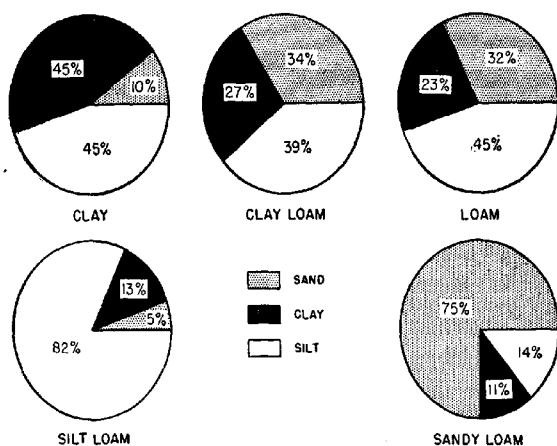 45%
10%
45%
CLAY
34%
27%
39%
CLAY LOAM
32%
23%
45%
LOAM
13%
5%
82%
SILT LOAM
SAND
CLAY
SILT
75%
14%
11%
SANDY LOAM